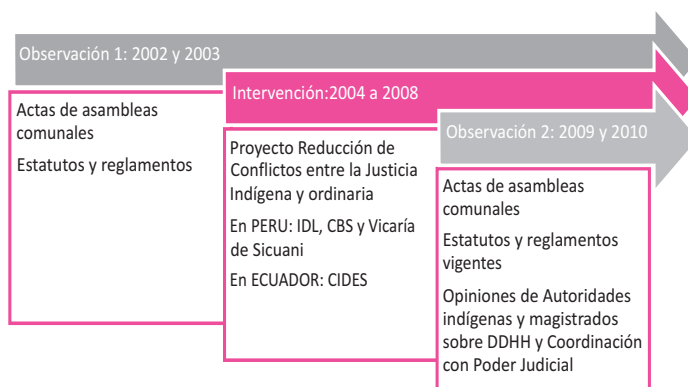 Observación 1: 2002 y 2003
Actas de asambleas
comunales
Estatutos y reglamentos
Intervención:2004 a 2008
Proyecto Reducción de
Conflictos entre la Justicia
Indígena y ordinaria
En PERU: IDL, CBS y Vicaría
de Sicuani
En ECUADOR: CIDES
Observación 2: 2009 y 2010
Actas de asambleas
comunales
Estatutos y reglamentos
vigentes
Opiniones de Autoridades
indígenas y magistrados
sobre DDHH y Coordinación
con Poder Judicial